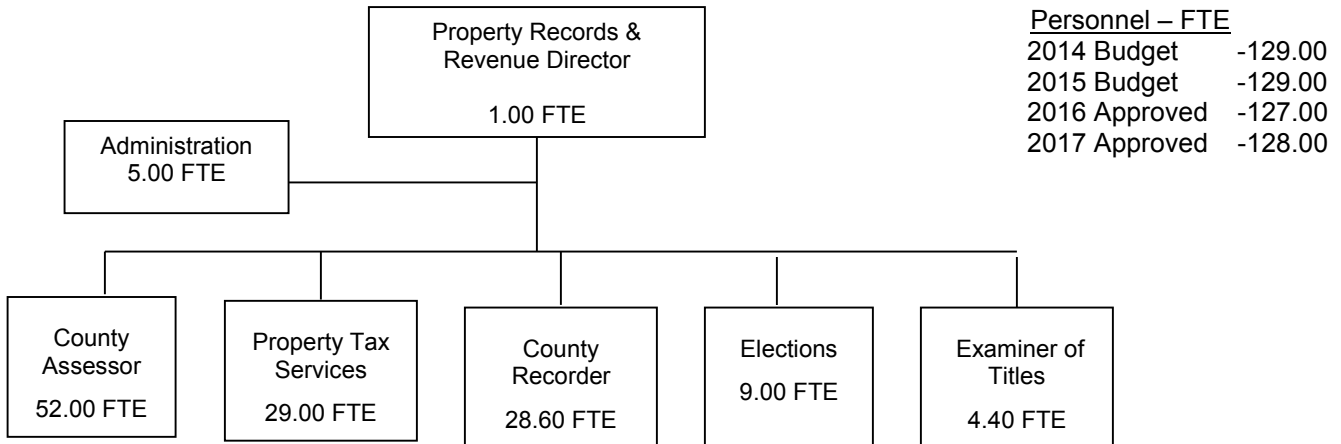 Property Records &
Revenue Director
1.00 FTE
Personnel – FTE
2014 Budget -129.00
2015 Budget -129.00
2016 Approved -127.00
2017 Approved -128.00
Administration
5.00 FTE
County
Assessor
52.00 FTE
Property Tax
Services
29.00 FTE
County
Recorder
28.60 FTE
Elections
9.00 FTE
Examiner of
Titles
4.40 FTE